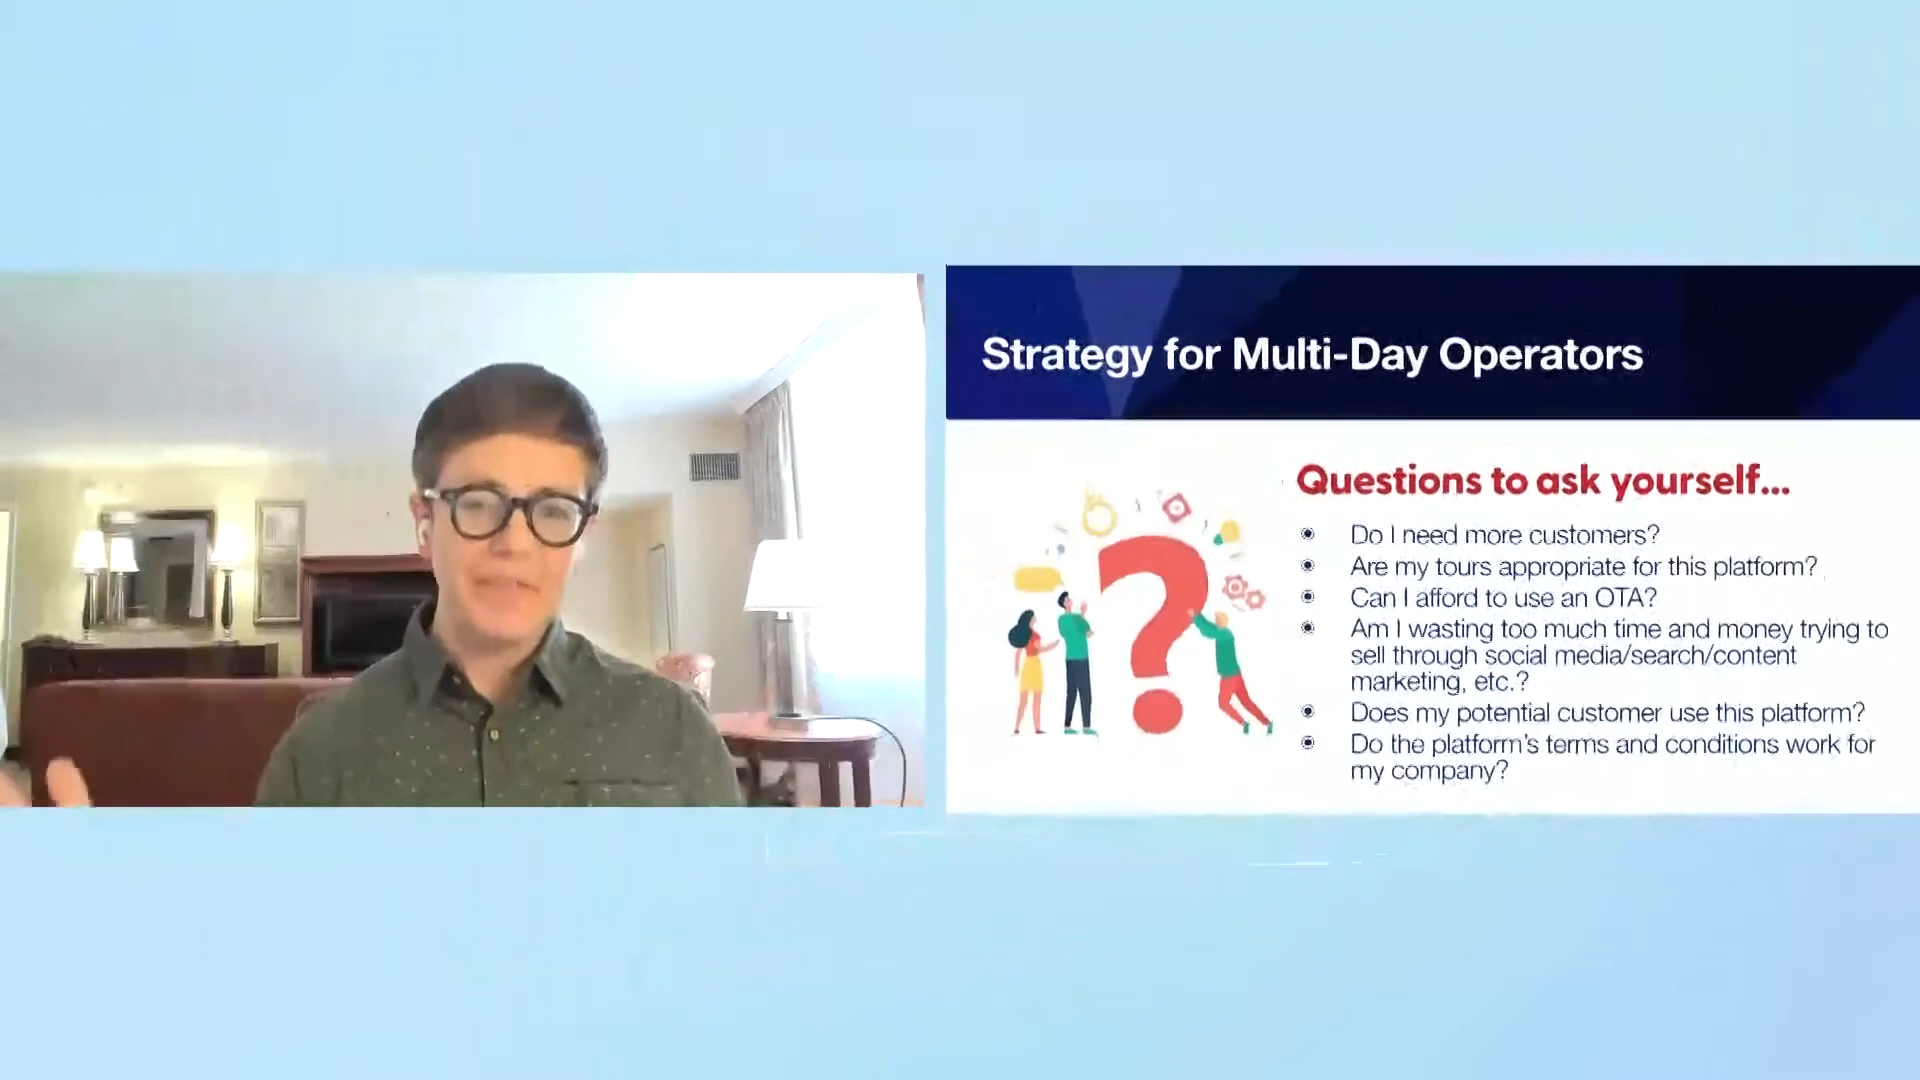 Strategy for Multi-Day Operators
Questions to ask yourself...
Do I need more customers?
Are my tours appropriate for this platform?
Can I afford to use an OTA?
Am I wasting too much time and money trying to
sell through social media/search/content
marketing, etc.?
Does my potential customer use this platform?
Do the platform's terms and conditions work for
my company?